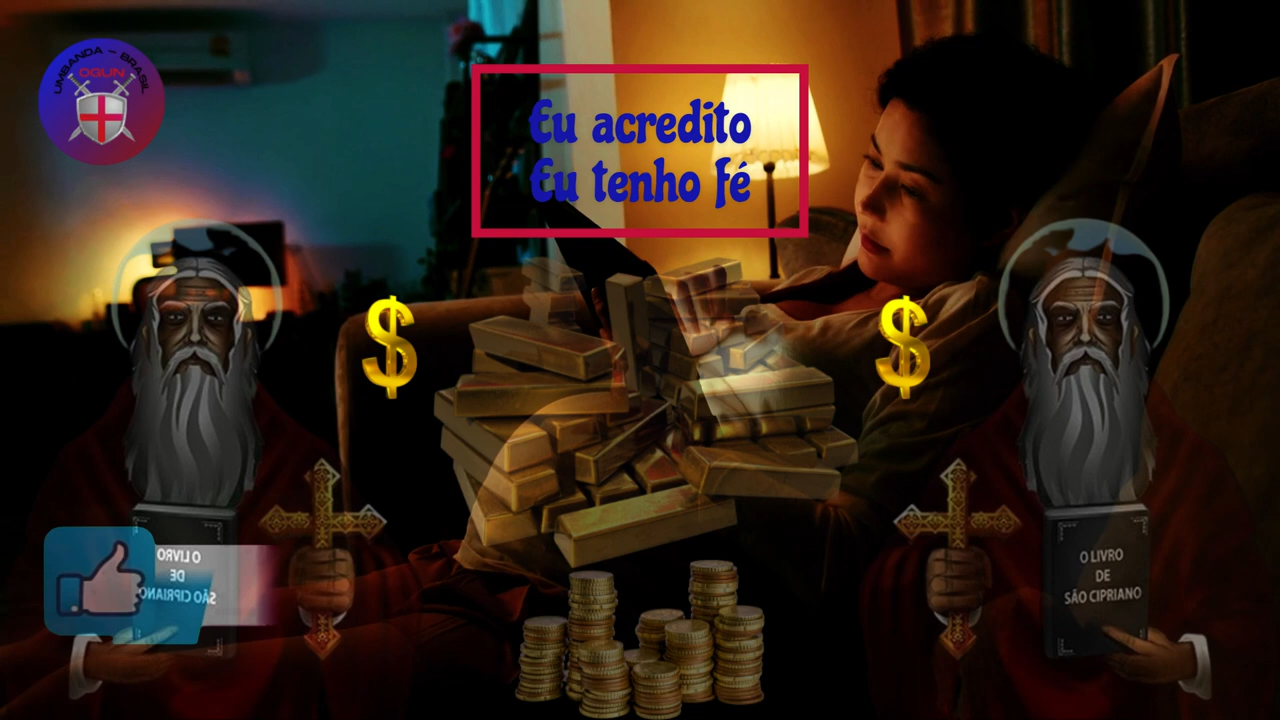 UMBANDA – BRASIL
OGUN
Eu acredito
Eu tenho fé
$
$
O LIVRO
DE
SÃO CIPRIANO
O LIVRO
DE
SÃO CIPRIANO